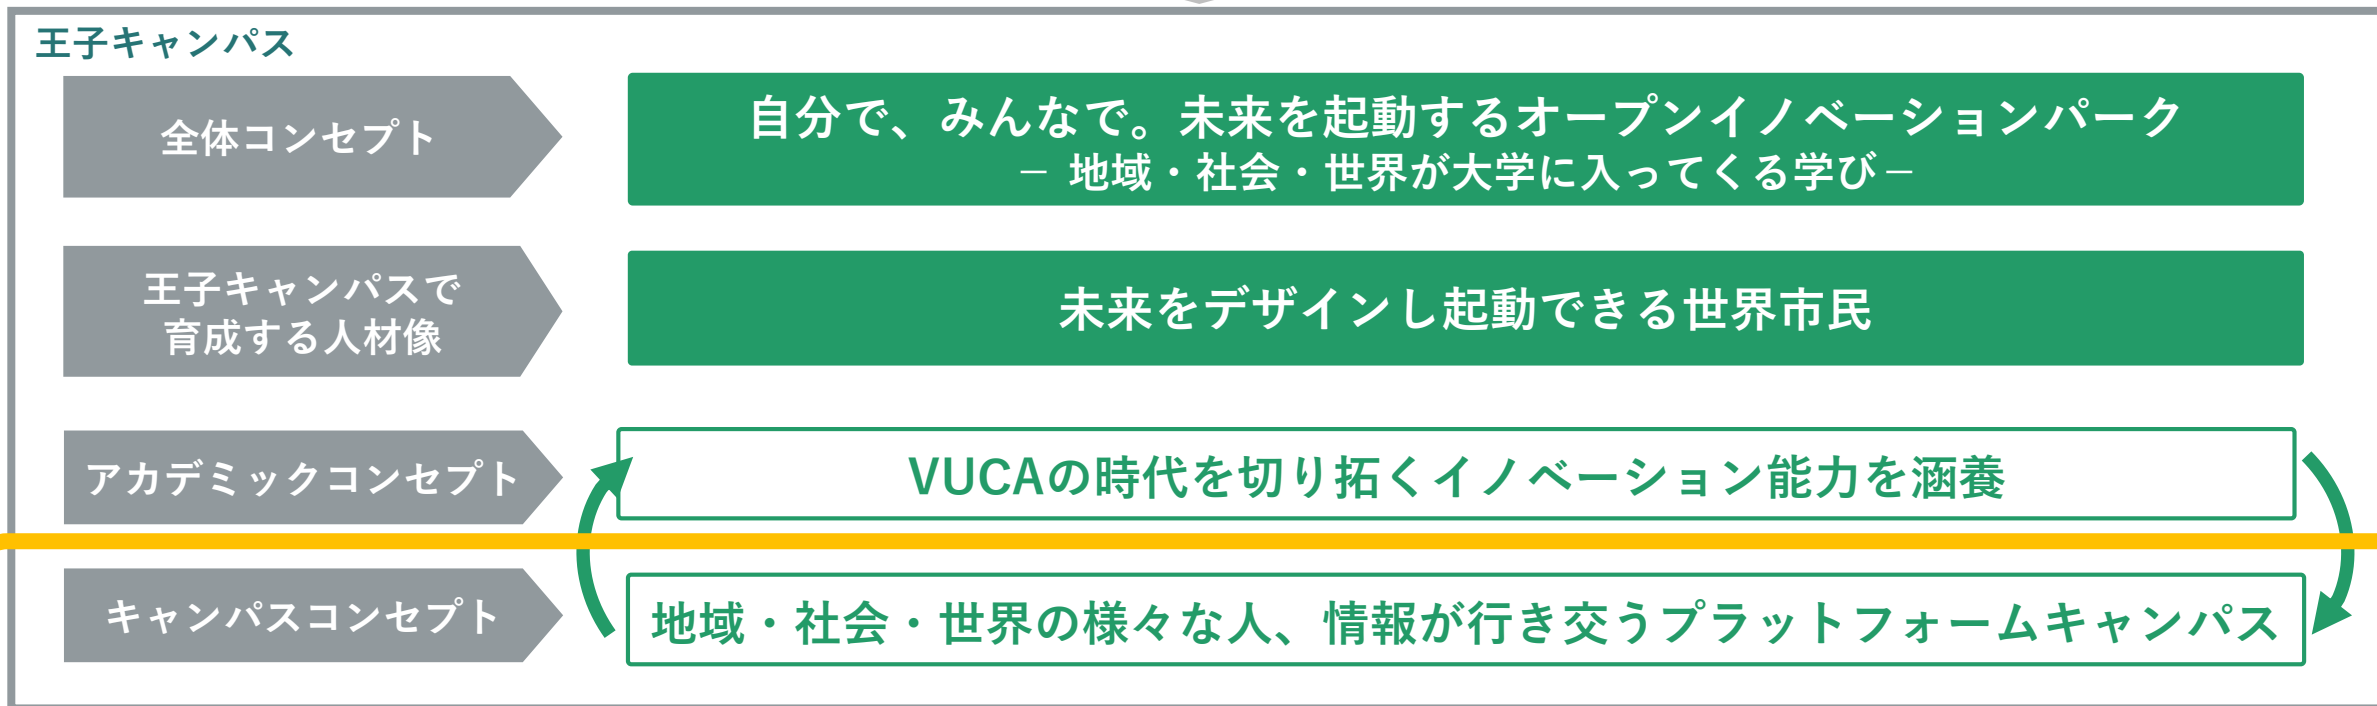 王子キャンパス
全体コンセプト
自分で、みんなで。未来を起動するオープンイノベーションパーク
― 地域・社会・世界が大学に入ってくる学び―
王子キャンパスで
育成する人材像
未来をデザインし起動できる世界市民
アカデミックコンセプト
VUCAの時代を切り拓くイノベーション能力を涵養
キャンパスコンセプト
地域・社会・世界の様々な人、情報が行き交うプラットフォームキャンパス